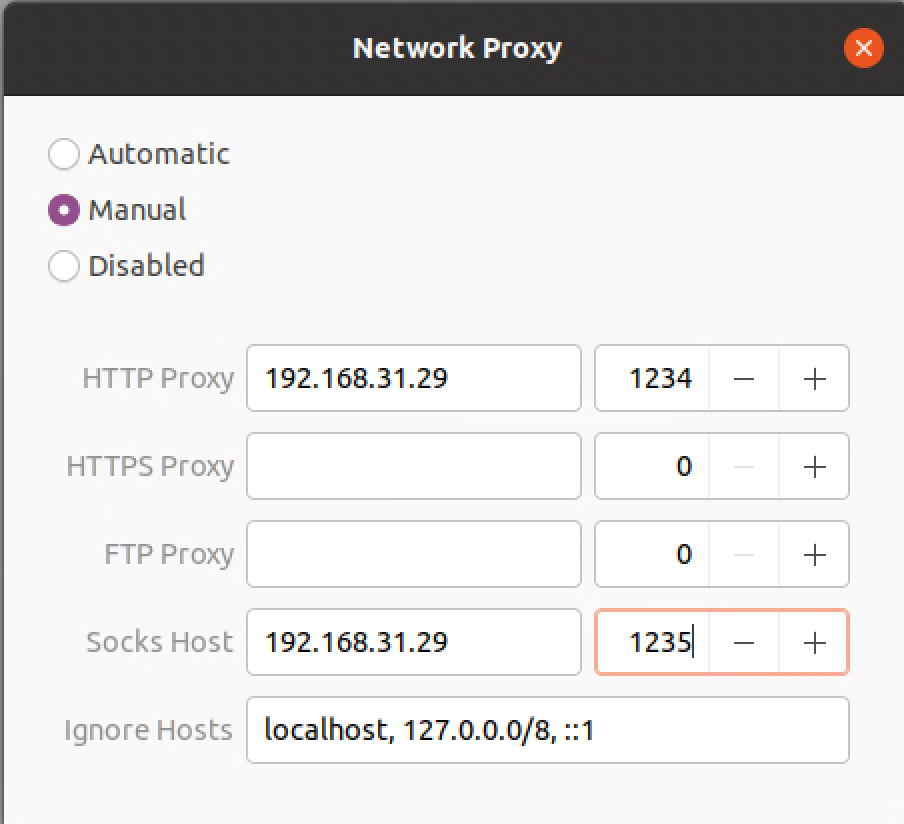 Network Proxy
Automatic
Manual
Disabled
HTTP Proxy 192.168.31.29 1234 − +
HTTPS Proxy 0 − +
FTP Proxy 0 − +
Socks Host 192.168.31.29 1235 − +
Ignore Hosts localhost, 127.0.0.0/8, ::1